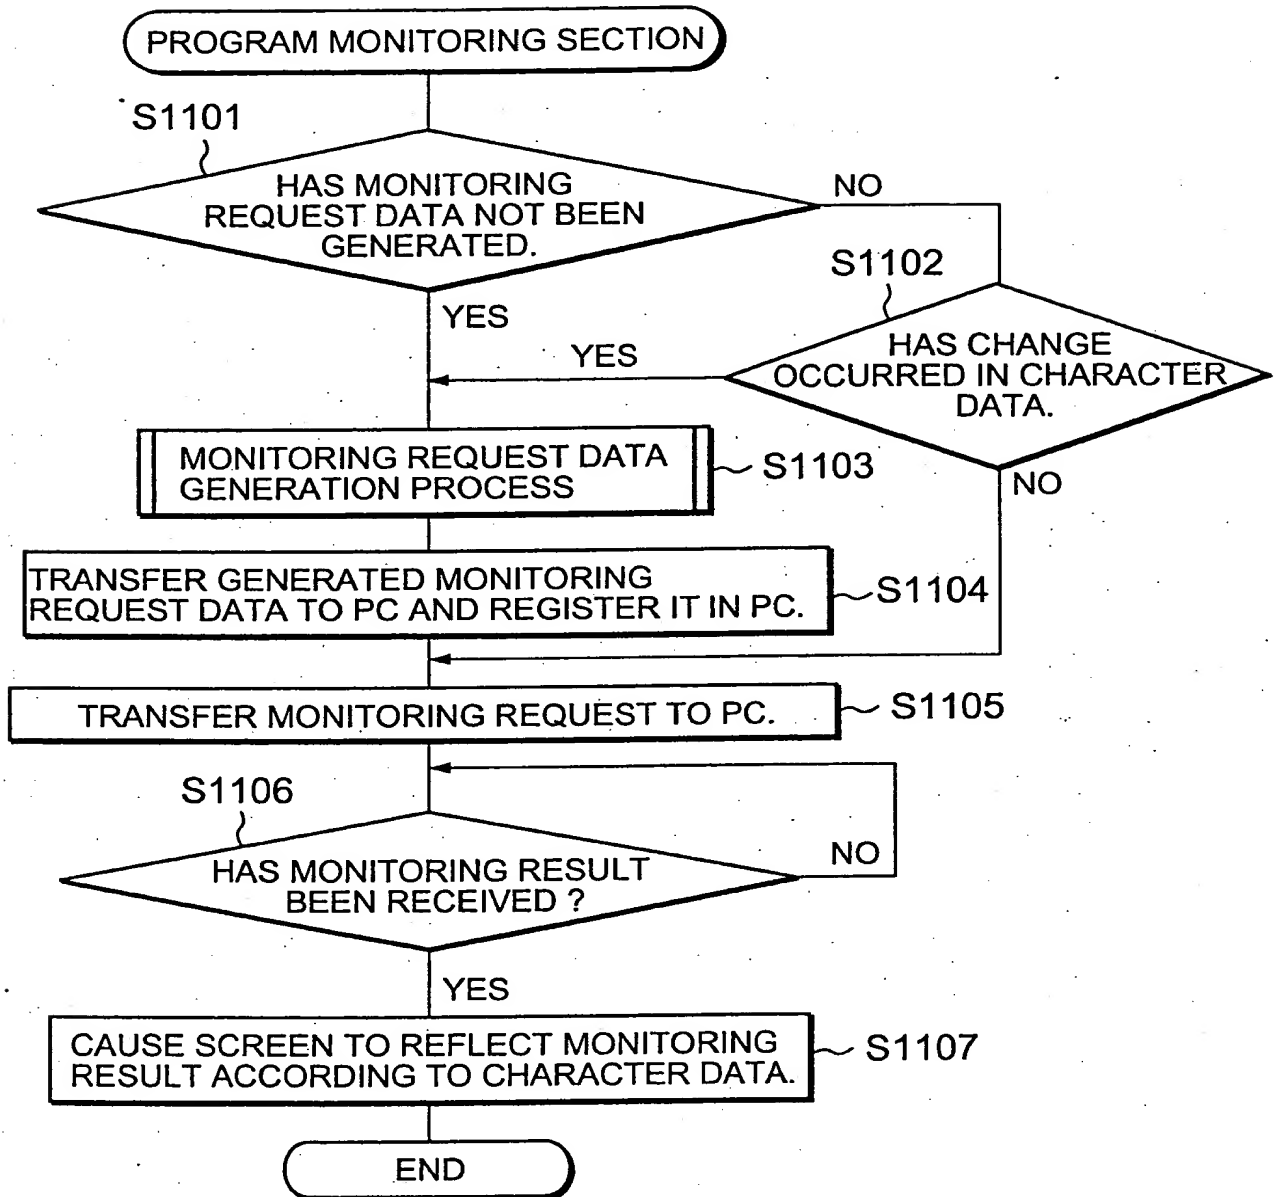 PROGRAM MONITORING SECTION
S1101
HAS MONITORING
REQUEST DATA NOT BEEN
GENERATED.
NO
YES
S1102
HAS CHANGE
OCCURRED IN CHARACTER
DATA.
YES
NO
MONITORING REQUEST DATA
GENERATION PROCESS
S1103
TRANSFER GENERATED MONITORING
REQUEST DATA TO PC AND REGISTER IT IN PC.
S1104
TRANSFER MONITORING REQUEST TO PC.
S1105
S1106
HAS MONITORING RESULT
BEEN RECEIVED ?
NO
YES
CAUSE SCREEN TO REFLECT MONITORING
RESULT ACCORDING TO CHARACTER DATA.
S1107
END